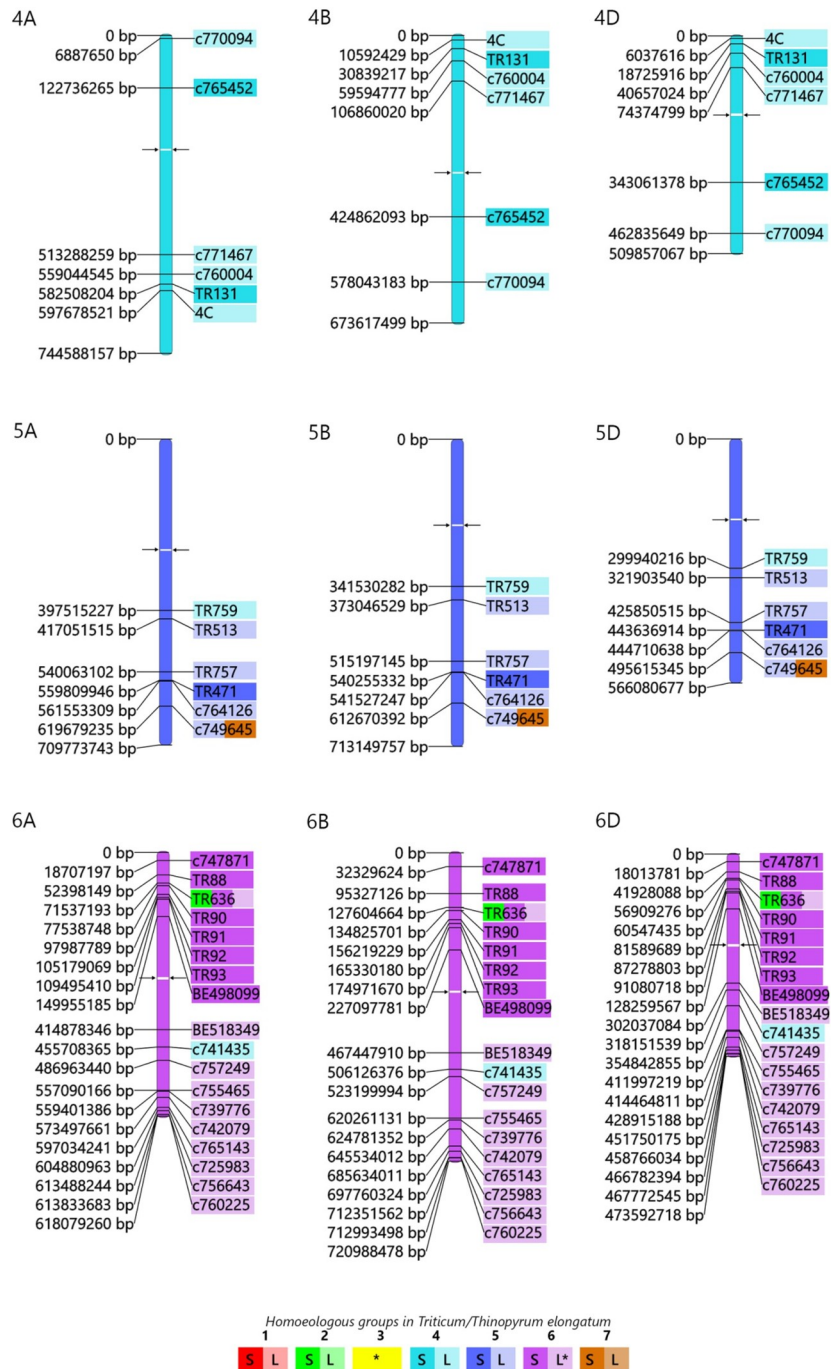 4A
0 bp c770094
6887650 bp
122736265 bp c765452
513288259 bp c771467
559044545 bp c760004
582508204 bp TR131
597678521 bp 4C
744588157 bp
4B
0 bp 4C
10592429 bp TR131
30839217 bp c760004
59594777 bp c771467
106860020 bp
424862093 bp c765452
578043183 bp c770094
673617499 bp
4D
0 bp 4C
6037616 bp TR131
18725916 bp c760004
40657024 bp c771467
74374799 bp
343061378 bp c765452
462835649 bp c770094
509857067 bp
5A
0 bp
397515227 bp TR759
417051515 bp TR513
540063102 bp TR757
559809946 bp TR471
561553309 bp c764126
619679235 bp c749645
709773743 bp
5B
0 bp
341530282 bp TR759
373046529 bp TR513
515197145 bp TR757
540255332 bp TR471
541527247 bp c764126
612670392 bp c749645
713149757 bp
5D
0 bp
299940216 bp TR759
321903540 bp TR513
425850515 bp TR757
443636914 bp TR471
444710638 bp c764126
495615345 bp c749645
566080677 bp
6A
0 bp c747871
18707197 bp TR88
52398149 bp TR636
71537193 bp TR90
77538748 bp TR91
97987789 bp TR92
105179069 bp TR93
109495410 bp BE498099
149955185 bp
414878346 bp BE518349
455708365 bp c741435
486963440 bp c757249
557090166 bp c755465
559401386 bp c739776
573497661 bp c742079
597034241 bp c765143
604880963 bp c725983
613488244 bp c756643
613833683 bp c760225
618079260 bp
6B
0 bp
32329624 bp c747871
95327126 bp TR88
127604664 bp TR636
134825701 bp TR90
156219229 bp TR91
165330180 bp TR92
174971670 bp TR93
227097781 bp BE498099
467447910 bp BE518349
506126376 bp c741435
523199994 bp c757249
620261131 bp c755465
624781352 bp c739776
645534012 bp c742079
685634011 bp c765143
697760324 bp c725983
712351562 bp c756643
712993498 bp c760225
720988478 bp
6D
0 bp c747871
18013781 bp TR88
41928088 bp TR636
56909276 bp TR90
60547435 bp TR91
81589689 bp TR92
87278803 bp TR93
91080718 bp BE498099
128259567 bp BE518349
302037084 bp c741435
318151539 bp c757249
354842855 bp c755465
411997219 bp c739776
414464811 bp c742079
428915188 bp c765143
451750175 bp c725983
458766034 bp c756643
466782394 bp c760225
467772545 bp
473592718 bp
Homoeologous groups in Triticum/Thinopyrum elongatum
1 2 3 4 5 6 7
S L S L * S L S L S L* S L